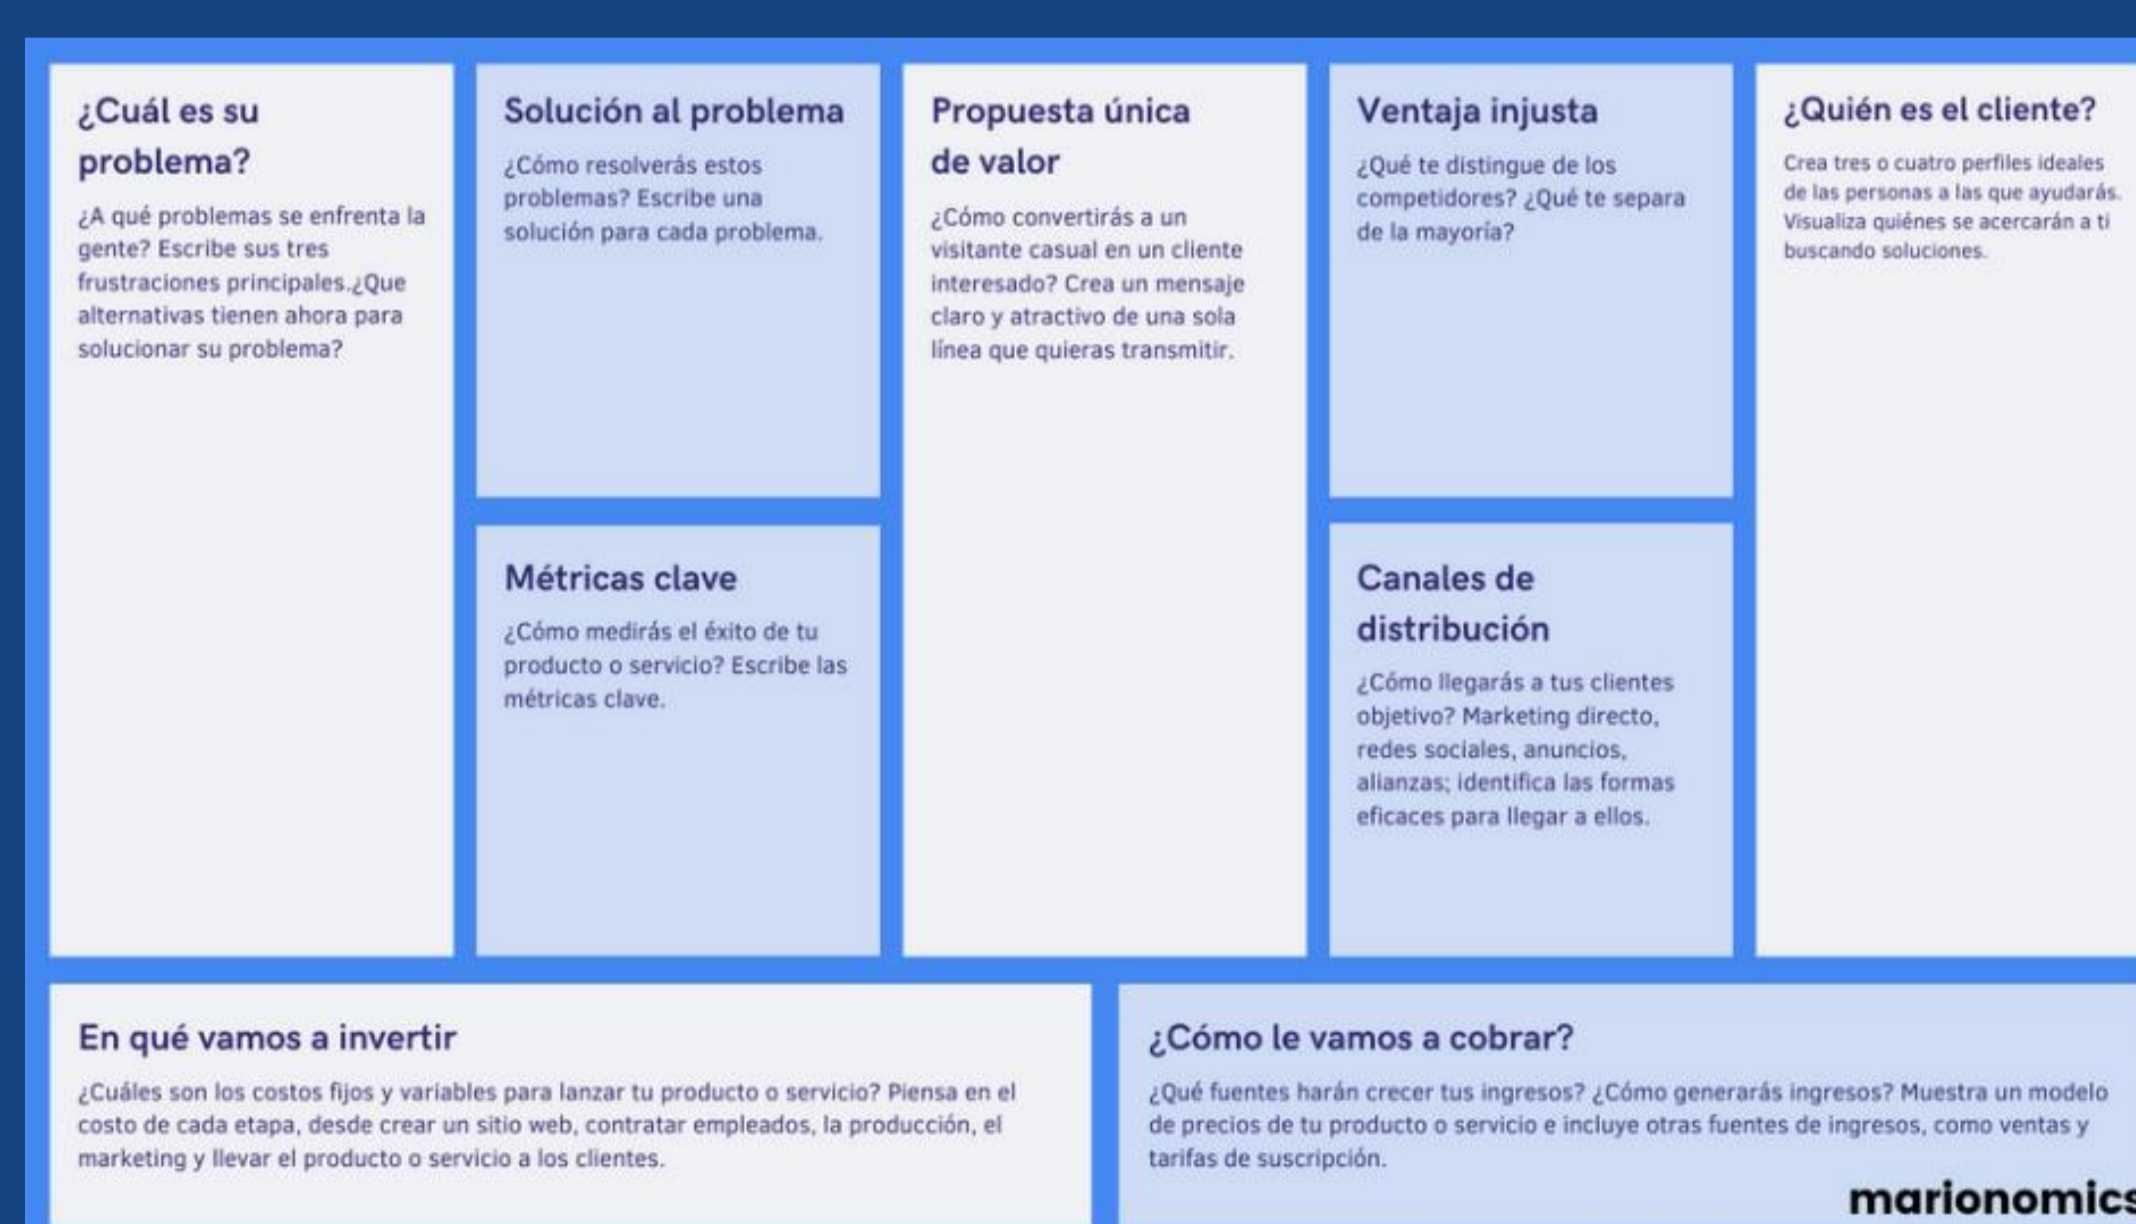 ¿Cuál es su
problema?
¿A qué problemas se enfrenta la
gente? Escribe sus tres
frustraciones principales.¿Que
alternativas tienen ahora para
solucionar su problema?
Solución al problema
¿Cómo resolverás estos
problemas? Escribe una
solución para cada problema.
Métricas clave
¿Cómo medirás el éxito de tu
producto o servicio? Escribe las
métricas clave.
Propuesta única
de valor
¿Cómo convertirás a un
visitante casual en un cliente
interesado? Crea un mensaje
claro y atractivo de una sola
línea que quieras transmitir.
Ventaja injusta
¿Qué te distingue de los
competidores? ¿Qué te separa
de la mayoría?
Canales de
distribución
¿Cómo llegarás a tus clientes
objetivo? Marketing directo,
redes sociales, anuncios,
alianzas; identifica las formas
eficaces para llegar a ellos.
¿Quién es el cliente?
Crea tres o cuatro perfiles ideales
de las personas a las que ayudarás.
Visualiza quiénes se acercarán a ti
buscando soluciones.
En qué vamos a invertir
¿Cuáles son los costos fijos y variables para lanzar tu producto o servicio? Piensa en el
costo de cada etapa, desde crear un sitio web, contratar empleados, la producción, el
marketing y llevar el producto o servicio a los clientes.
¿Cómo le vamos a cobrar?
¿Qué fuentes harán crecer tus ingresos? ¿Cómo generarás ingresos? Muestra un modelo
de precios de tu producto o servicio e incluye otras fuentes de ingresos, como ventas y
tarifas de suscripción.
marionomics